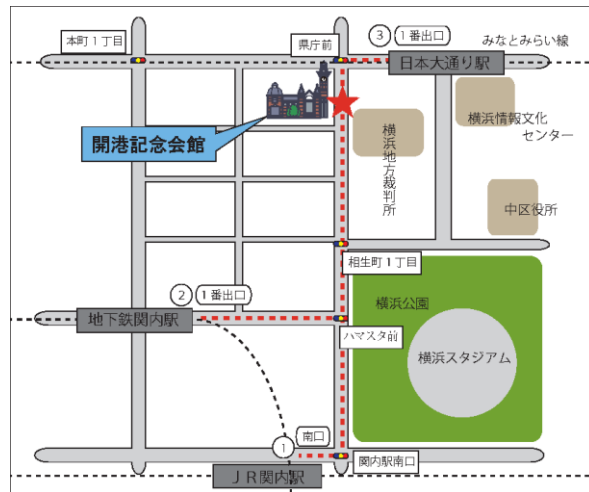 本町1丁目
県庁前
③
1番出口
みなとみらい線
日本大通り駅
開港記念会館
横浜地方裁判所
横浜情報文化
センター
中区役所
相生町1丁目
②
1番出口
地下鉄関内駅
横浜公園
ハマスタ前
横浜スタジアム
①
南口
関内駅南口
JR関内駅